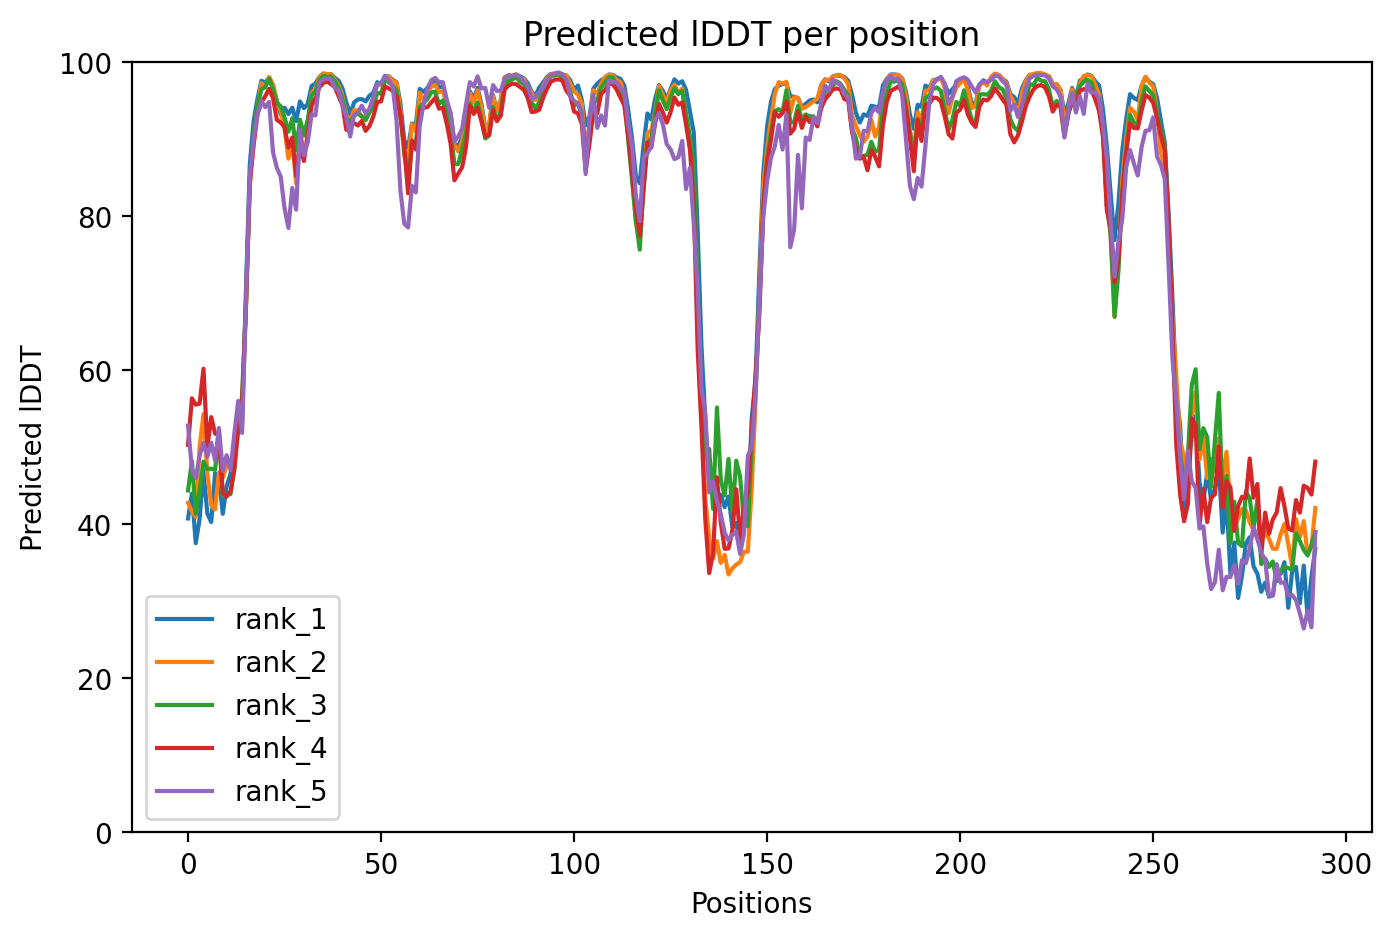 Predicted lDDT per position
100
80
60
40
20
0
Predicted lDDT
rank_1
rank_2
rank_3
rank_4
rank_5
0 50 100 150 200 250 300
Positions